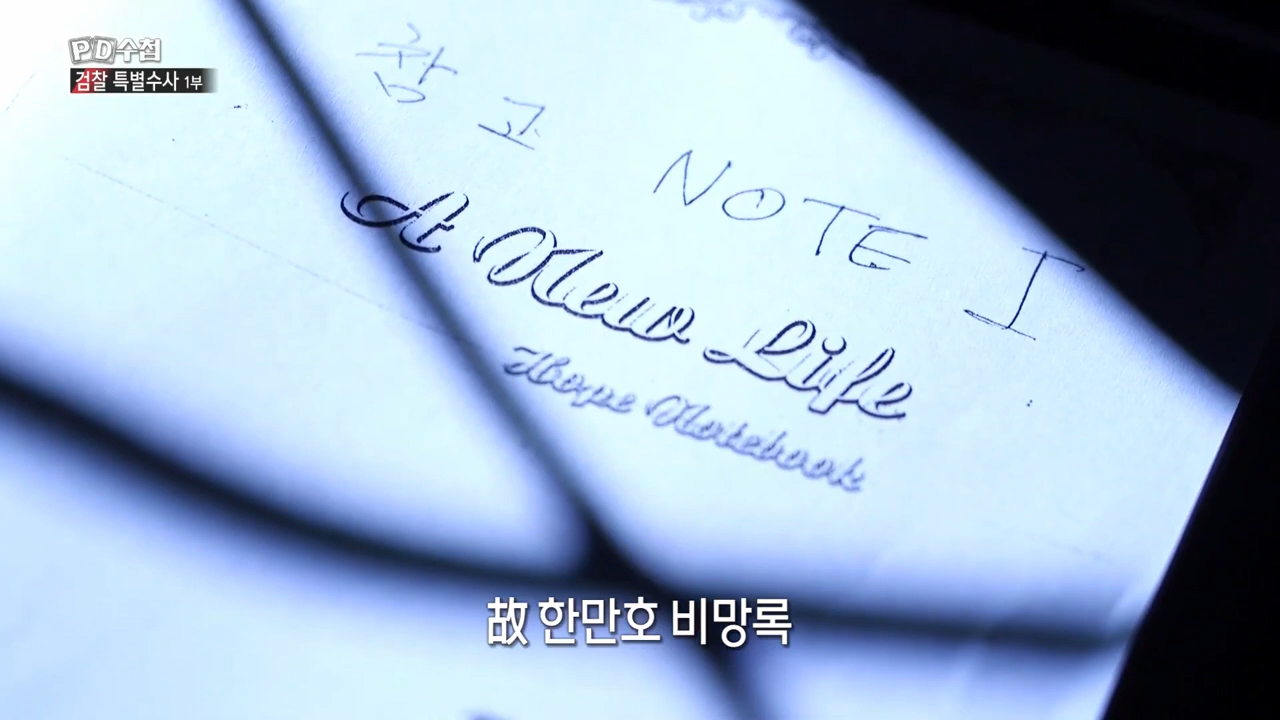 PD수첩
검찰 특별수사 1부
참고 NOTE I
A New Life
Hope Notebook
故 한만호 비망록